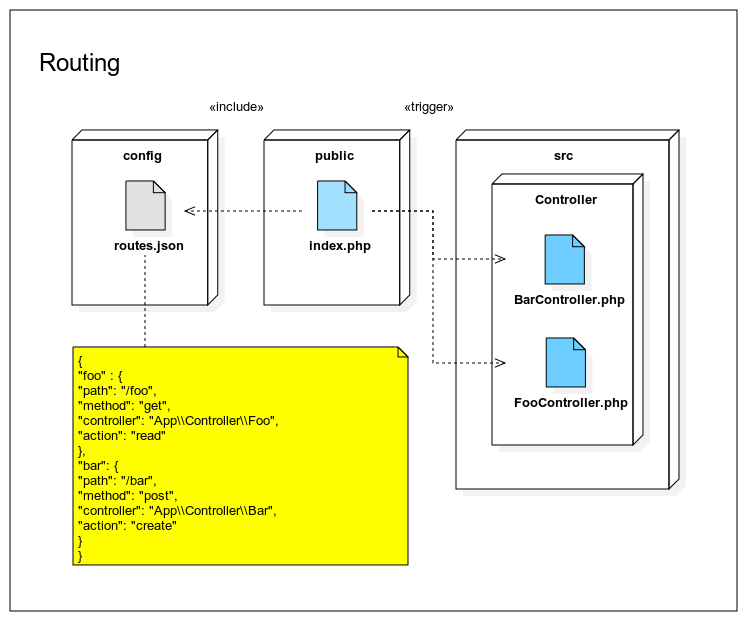 Routing
«include»
«trigger»
config
public
src
Controller
routes.json
index.php
BarController.php
FooController.php
{
"foo" : {
"path": "/foo",
"method": "get",
"controller": "App\\Controller\\Foo",
"action": "read"
},
"bar": {
"path": "/bar",
"method": "post",
"controller": "App\\Controller\\Bar",
"action": "create"
}
}